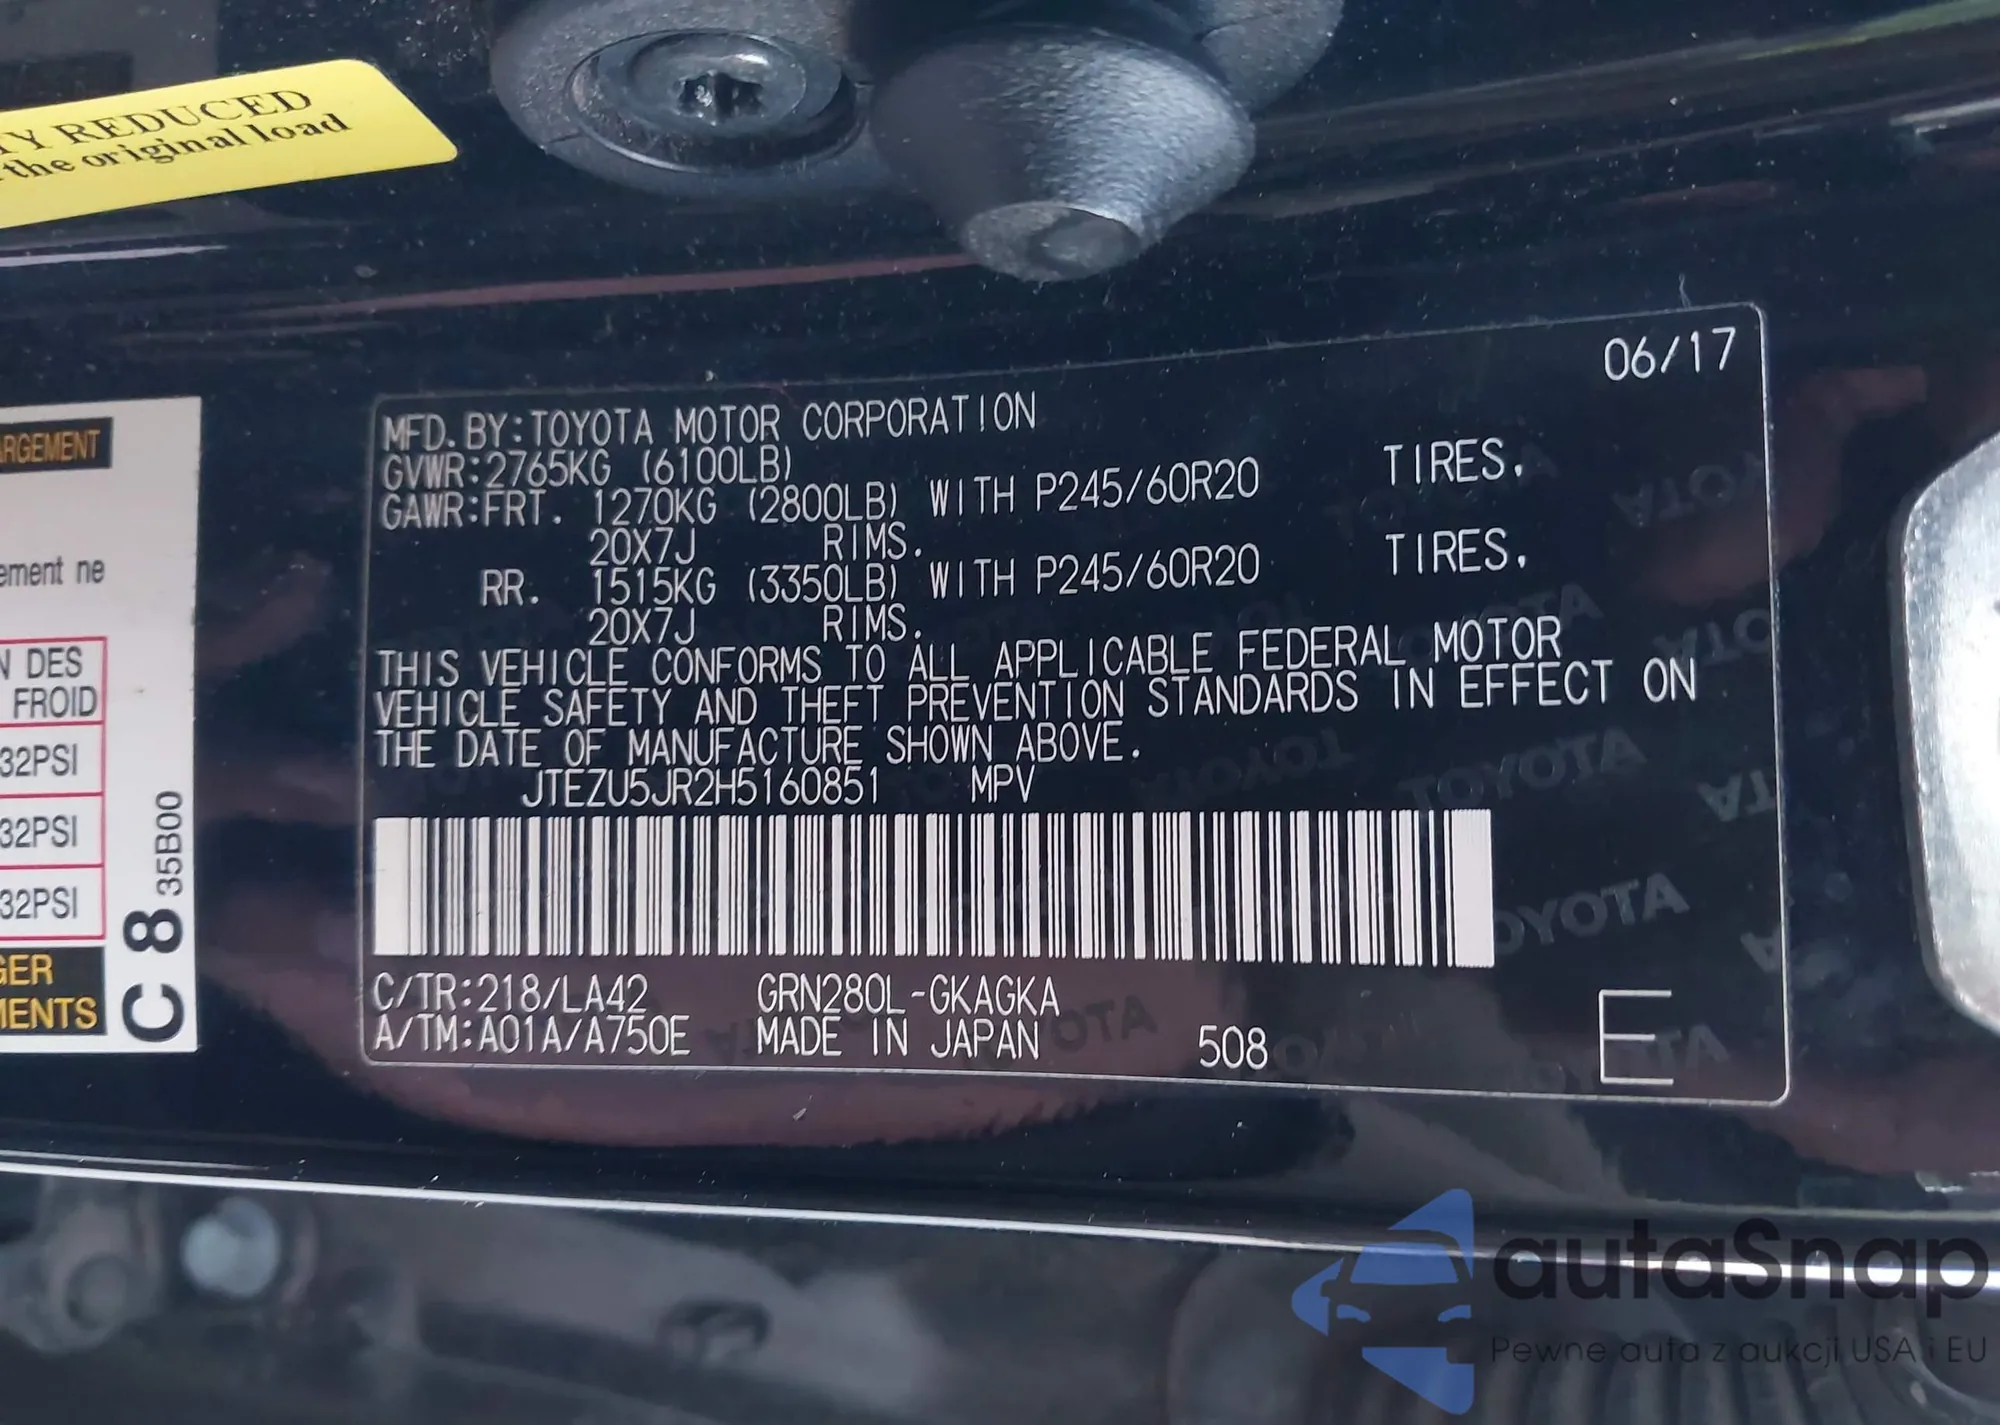 TY REDUCED
the original load
06/17
MFD.BY:TOYOTA MOTOR CORPORATION
GVWR:2765KG (6100LB)
GAWR:FRT. 1270KG (2800LB) WITH P245/60R20 TIRES,
20X7J RIMS.
RR. 1515KG (3350LB) WITH P245/60R20 TIRES,
20X7J RIMS.
THIS VEHICLE CONFORMS TO ALL APPLICABLE FEDERAL MOTOR
VEHICLE SAFETY AND THEFT PREVENTION STANDARDS IN EFFECT ON
THE DATE OF MANUFACTURE SHOWN ABOVE.
JTEZU5JR2H5160851 MPV
C/TR:218/LA42 GRN280L-GKAGKA
A/TM:A01A/A750E MADE IN JAPAN 508 E
ARGEMENT
ement ne
N DES
FROID
32PSI
32PSI
32PSI
GER
MENTS
C 8 35B00
TOYOTA
autaSnap
Pewne auta z aukcji USA i EU